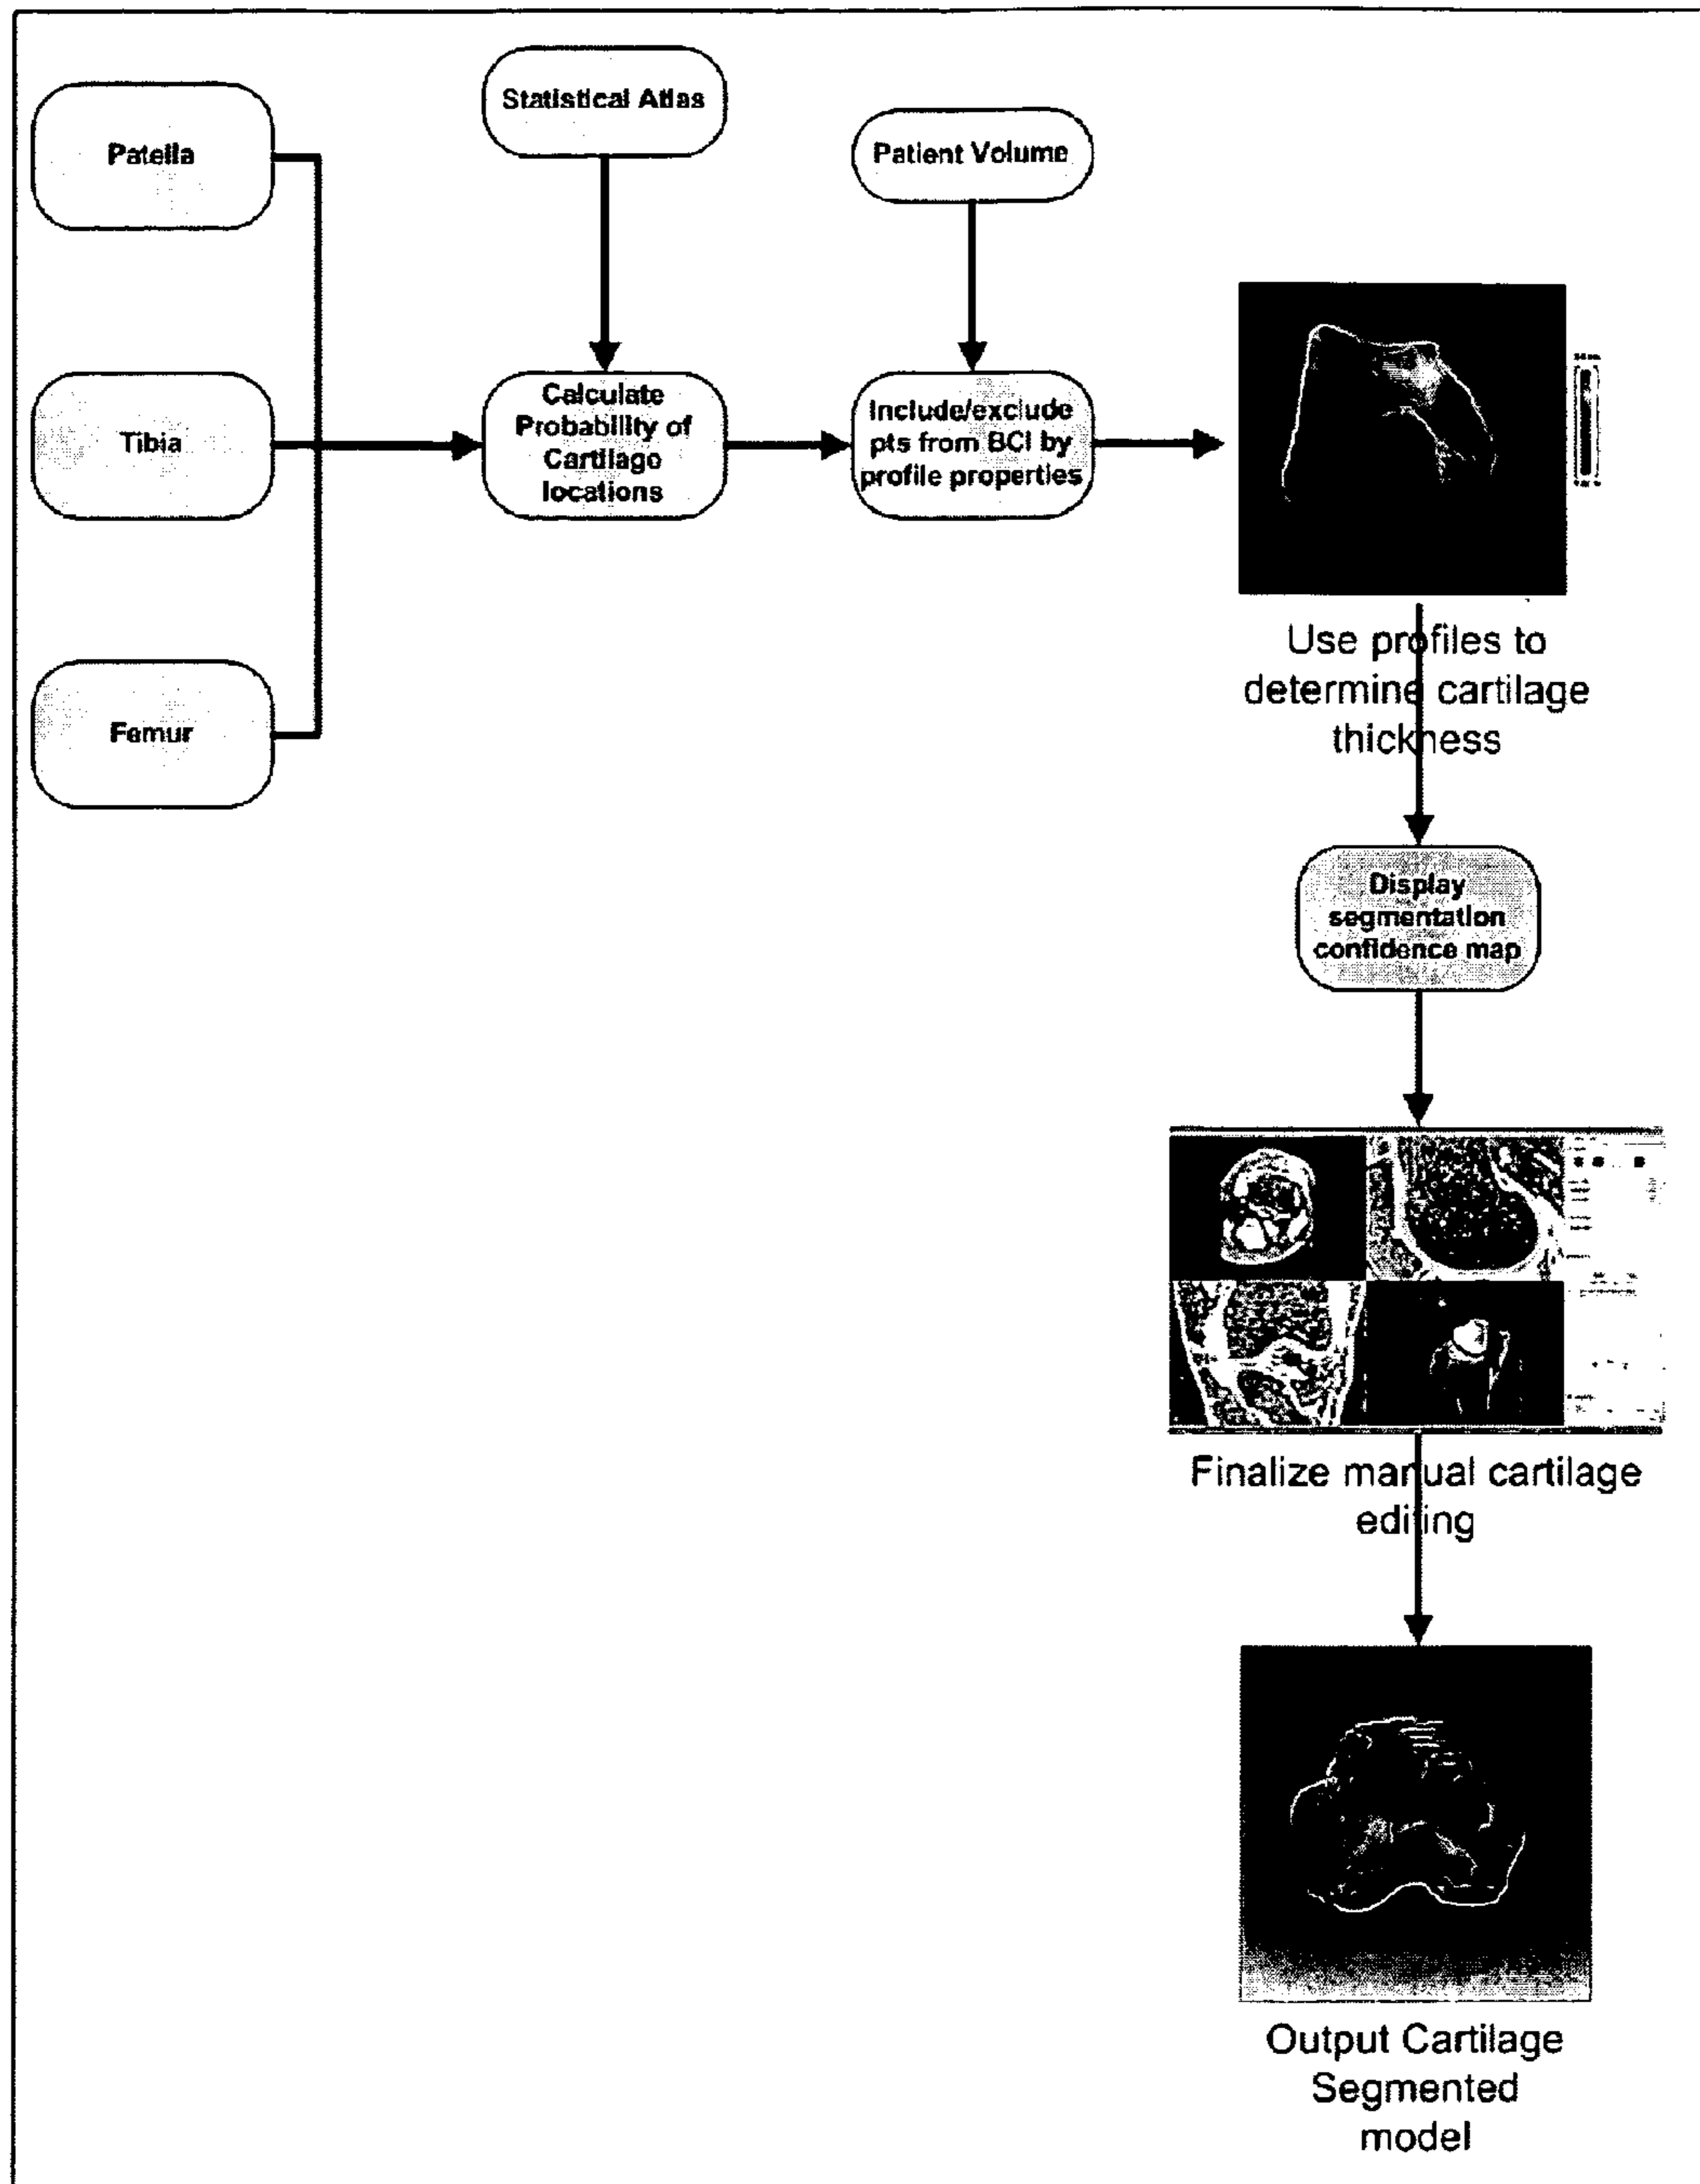 Statistical Atlas
Patella
Patient Volume
Tibia
Calculate
Probability of
Cartilago
locations
Include/exclude
pts from BCI by
profile properties
Femur
Use profiles to
determine cartilage
thickness
Display
segmentation
confidence map
Finalize manual cartilage
editing
Output Cartilage
Segmented
model